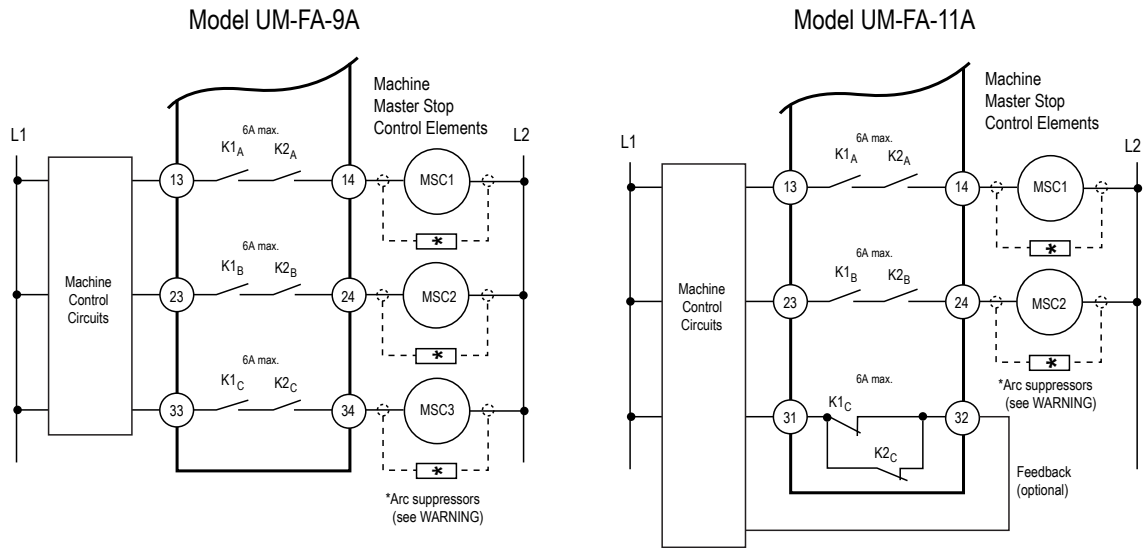 Model UM-FA-9A
Machine
Master Stop
Control Elements
L1
L2
6A max.
K1A K2A
13
14
MSC1
*
6A max.
K1B K2B
23
24
MSC2
*
Machine
Control
Circuits
6A max.
K1C K2C
33
34
MSC3
*
*Arc suppressors
(see WARNING)
Model UM-FA-11A
Machine
Master Stop
Control Elements
L1
L2
6A max.
K1A K2A
13
14
MSC1
*
6A max.
K1B K2B
23
24
MSC2
*
Machine
Control
Circuits
*Arc suppressors
(see WARNING)
6A max.
K1C
31
32
K2C
Feedback
(optional)